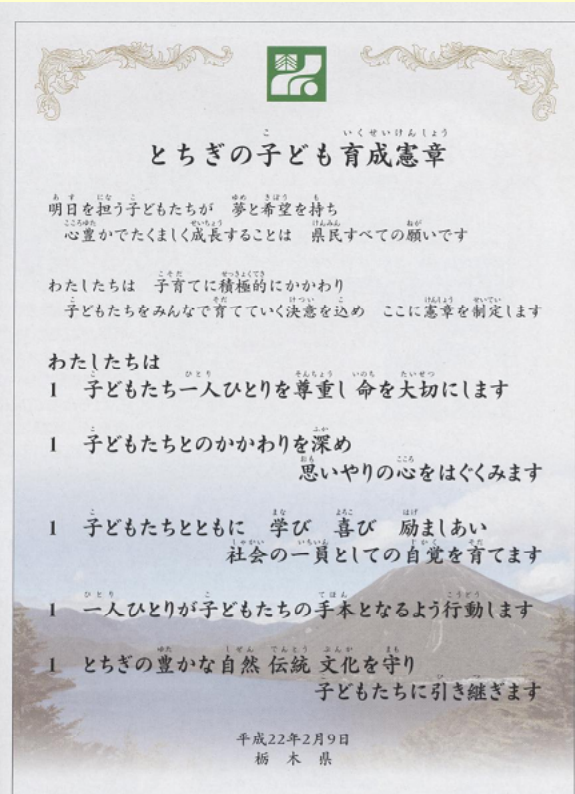 とちぎの子ども育成憲章
明日を担う子どもたちが　夢と希望を持ち
心豊かでたくましく成長することは　県民すべての願いです
わたしたちは　子育てに積極的にかかわり
子どもたちをみんなで育てていく決意を込め　ここに憲章を制定します
わたしたちは
1　子どもたち一人ひとりを尊重し 命を大切にします
1　子どもたちとのかかわりを深め
思いやりの心をはぐくみます
1　子どもたちとともに　学び　喜び　励ましあい
社会の一員としての自覚を育てます
1　一人ひとりが子どもたちの手本となるよう行動します
1　とちぎの豊かな自然 伝統 文化を守り
子どもたちに引き継ぎます
平成22年2月9日
栃 木 県